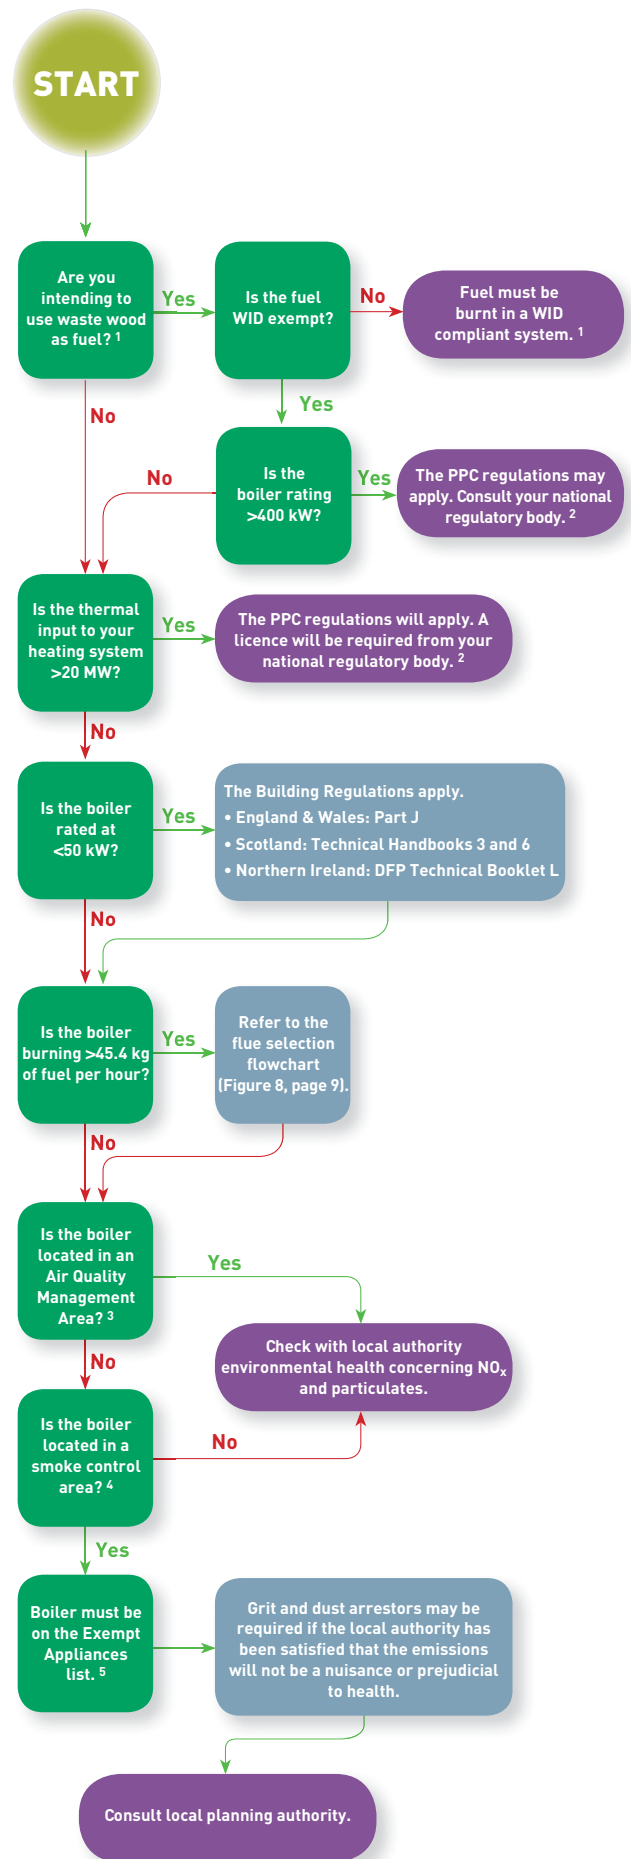 START
Are you
intending to
use waste wood
as fuel? 1
Yes
Is the fuel
WID exempt?
No
Fuel must be
burnt in a WID
compliant system. 1
Yes
No
Is the
boiler rating
>400 kW?
Yes
The PPC regulations may
apply. Consult your national
regulatory body. 2
No
Is the thermal
input to your
heating system
>20 MW?
Yes
The PPC regulations will apply. A
licence will be required from your
national regulatory body. 2
No
Is the boiler
rated at
<50 kW?
Yes
The Building Regulations apply.
• England & Wales: Part J
• Scotland: Technical Handbooks 3 and 6
• Northern Ireland: DFP Technical Booklet L
No
Is the boiler
burning >45.4 kg
of fuel per hour?
Yes
Refer to the
flue selection
flowchart
(Figure 8, page 9).
No
Is the boiler
located in an
Air Quality
Management
Area? 3
Yes
Check with local authority
environmental health concerning NOx
and particulates.
No
Is the boiler
located in a
smoke control
area? 4
No
Yes
Boiler must be
on the Exempt
Appliances
list. 5
Grit and dust arrestors may be
required if the local authority has
been satisfied that the emissions
will not be a nuisance or prejudicial
to health.
Consult local planning authority.